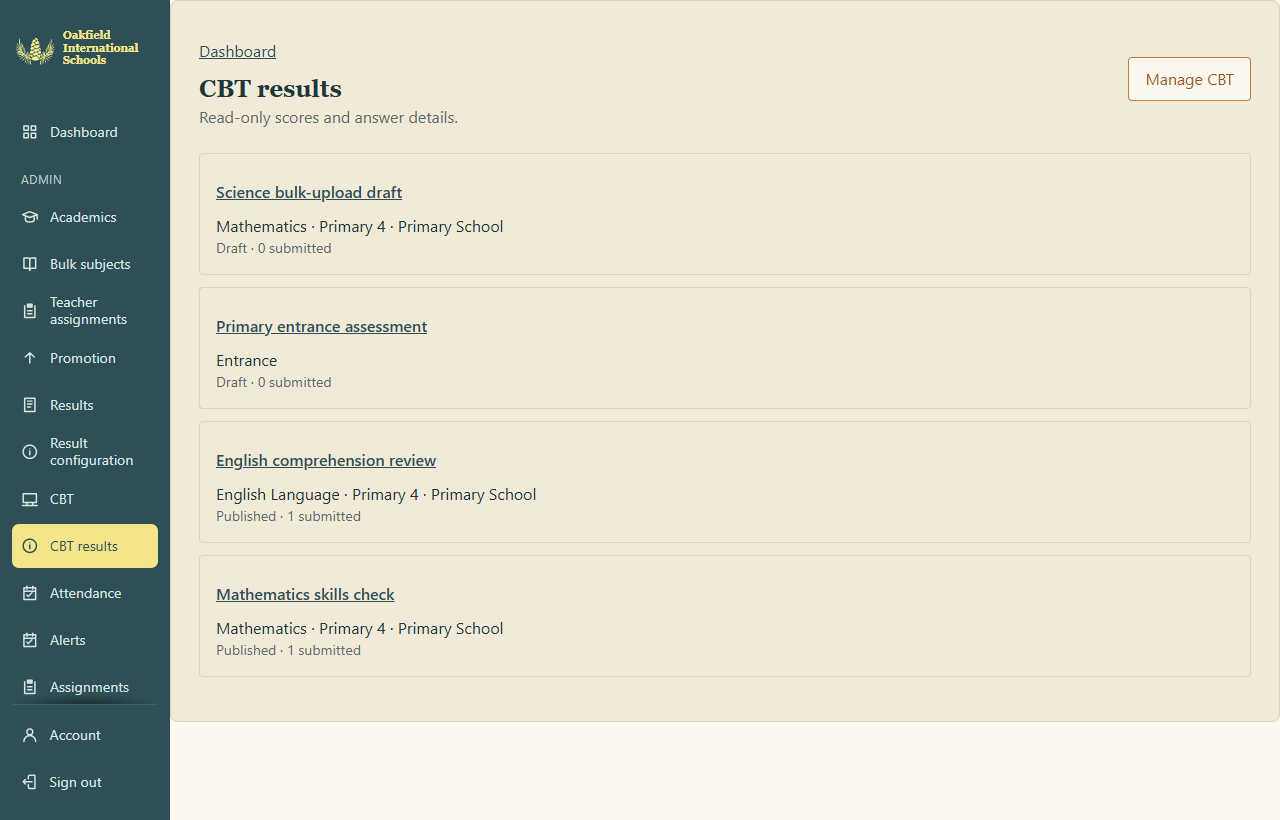 Oakfield
International
Schools
Dashboard
ADMIN
Academics
Bulk subjects
Teacher
assignments
Promotion
Results
Result
configuration
CBT
CBT results
Attendance
Alerts
Assignments
Account
Sign out
Dashboard
CBT results
Read-only scores and answer details.
Manage CBT
Science bulk-upload draft
Mathematics · Primary 4 · Primary School
Draft · 0 submitted
Primary entrance assessment
Entrance
Draft · 0 submitted
English comprehension review
English Language · Primary 4 · Primary School
Published · 1 submitted
Mathematics skills check
Mathematics · Primary 4 · Primary School
Published · 1 submitted